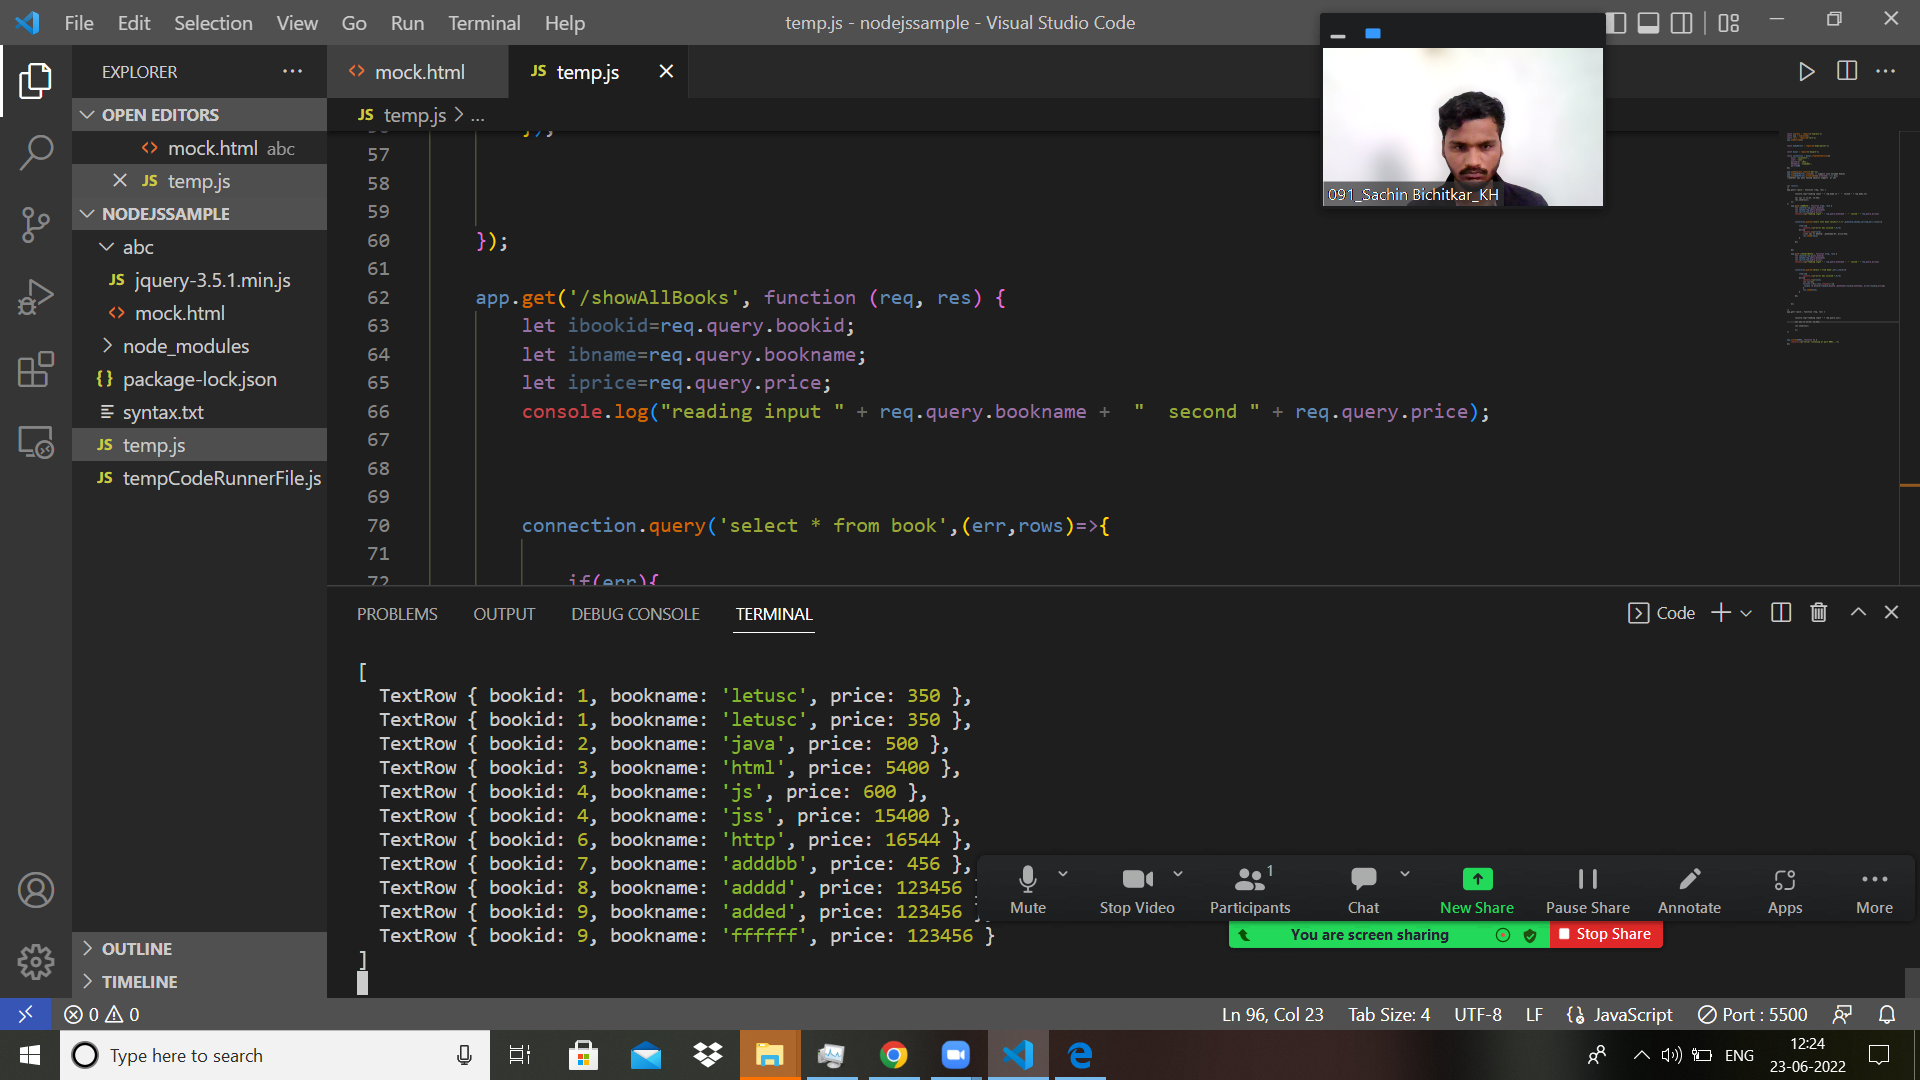 File Edit Selection View Go Run Terminal Help
temp.js - nodejssample - Visual Studio Code
EXPLORER
mock.html
JS temp.js
OPEN EDITORS
mock.html abc
JS temp.js
NODEJSSAMPLE
abc
JS jquery-3.5.1.min.js
mock.html
node_modules
{} package-lock.json
syntax.txt
JS temp.js
JS tempCodeRunnerFile.js
OUTLINE
TIMELINE
JS temp.js > ...
57
58
59
60 });
61
62 app.get('/showAllBooks', function (req, res) {
63 let ibookid=req.query.bookid;
64 let ibname=req.query.bookname;
65 let iprice=req.query.price;
66 console.log("reading input " + req.query.bookname + "  second " + req.query.price);
67
68
69
70 connection.query('select * from book',(err,rows)=>{
71
72 if(err){
091_Sachin Bichitkar_KH
PROBLEMS OUTPUT DEBUG CONSOLE TERMINAL
Code
[
TextRow { bookid: 1, bookname: 'letusc', price: 350 },
TextRow { bookid: 1, bookname: 'letusc', price: 350 },
TextRow { bookid: 2, bookname: 'java', price: 500 },
TextRow { bookid: 3, bookname: 'html', price: 5400 },
TextRow { bookid: 4, bookname: 'js', price: 600 },
TextRow { bookid: 4, bookname: 'jss', price: 15400 },
TextRow { bookid: 6, bookname: 'http', price: 16544 },
TextRow { bookid: 7, bookname: 'adddbb', price: 456 },
TextRow { bookid: 8, bookname: 'adddd', price: 123456
TextRow { bookid: 9, bookname: 'added', price: 123456
TextRow { bookid: 9, bookname: 'ffffff', price: 123456 }
]
1
Mute Stop Video Participants Chat New Share Pause Share Annotate Apps More
You are screen sharing Stop Share
0 0
Ln 96, Col 23 Tab Size: 4 UTF-8 LF JavaScript Port : 5500
Type here to search
ENG
12:24
23-06-2022